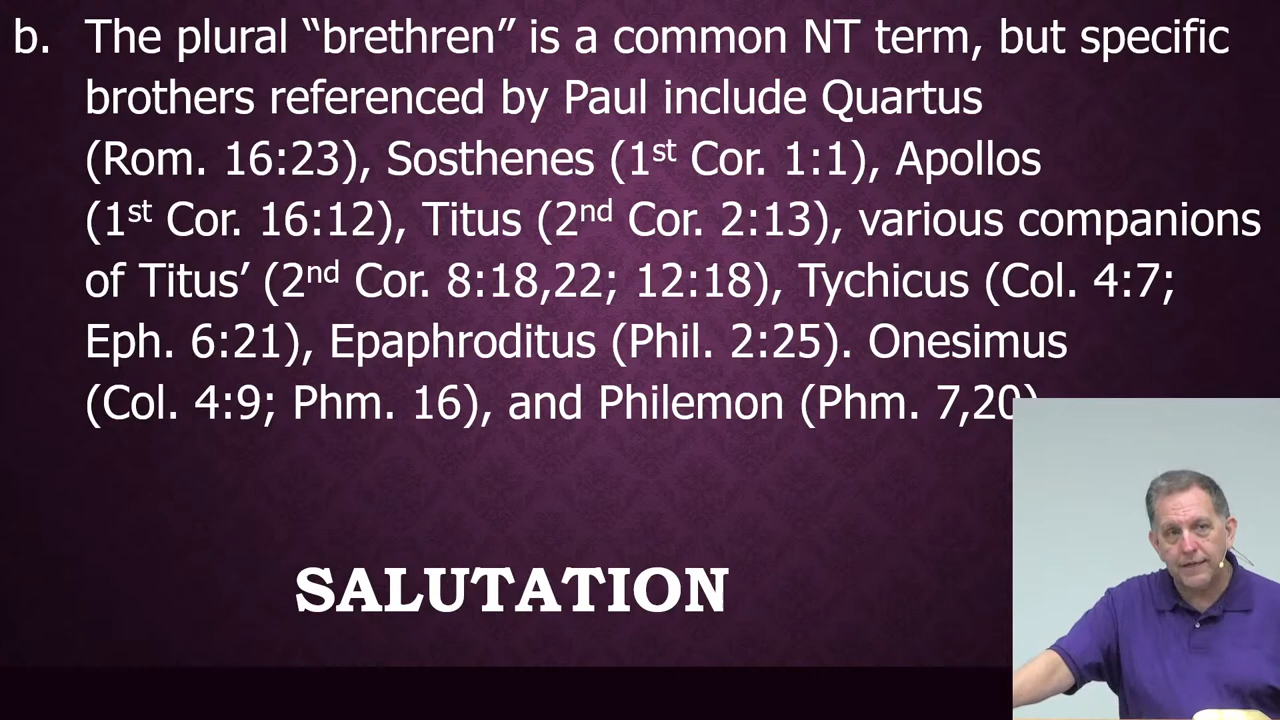 b. The plural “brethren” is a common NT term, but specific
brothers referenced by Paul include Quartus
(Rom. 16:23), Sosthenes (1st Cor. 1:1), Apollos
(1st Cor. 16:12), Titus (2nd Cor. 2:13), various companions
of Titus’ (2nd Cor. 8:18,22; 12:18), Tychicus (Col. 4:7;
Eph. 6:21), Epaphroditus (Phil. 2:25). Onesimus
(Col. 4:9; Phm. 16), and Philemon (Phm. 7,20)
SALUTATION